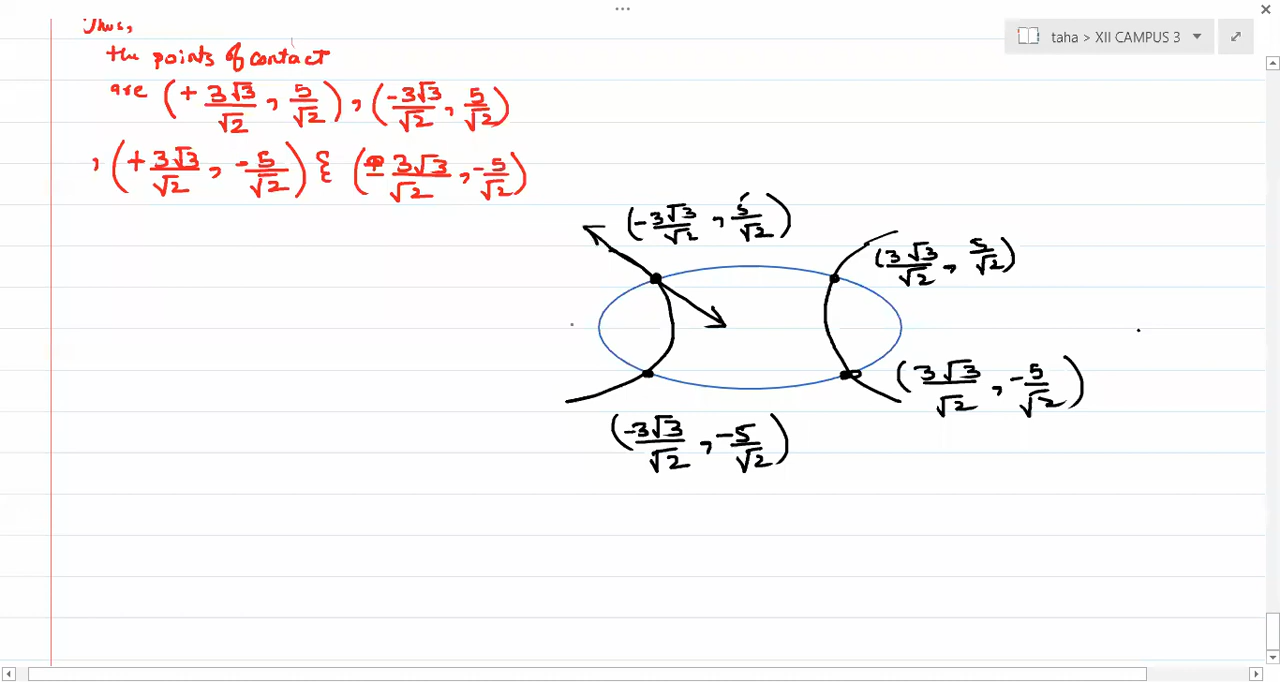 Thus,
taha > XII CAMPUS 3
the points of contact
are (+ 3√3/√2, 5/√2), (-3√3/√2, 5/√2)
, (+3√3/√2, -5/√2) & (- 3√3/√2, -5/√2)
(-3√3/√2, 5/√2)
(3√3/√2, 5/√2)
(3√3/√2, -5/√2)
(-3√3/√2, -5/√2)